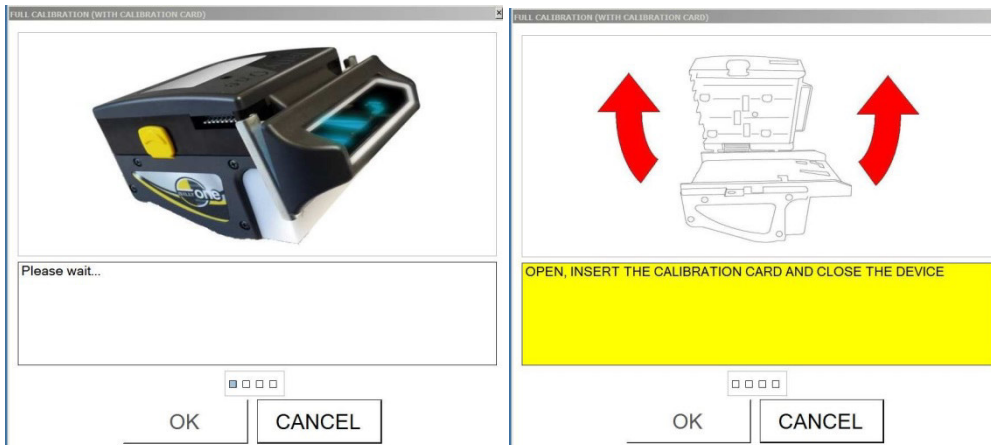 FULL CALIBRATION (WITH CALIBRATION CARD)
Please wait...
OK
CANCEL
FULL CALIBRATION (WITH CALIBRATION CARD)
OPEN, INSERT THE CALIBRATION CARD AND CLOSE THE DEVICE
OK
CANCEL